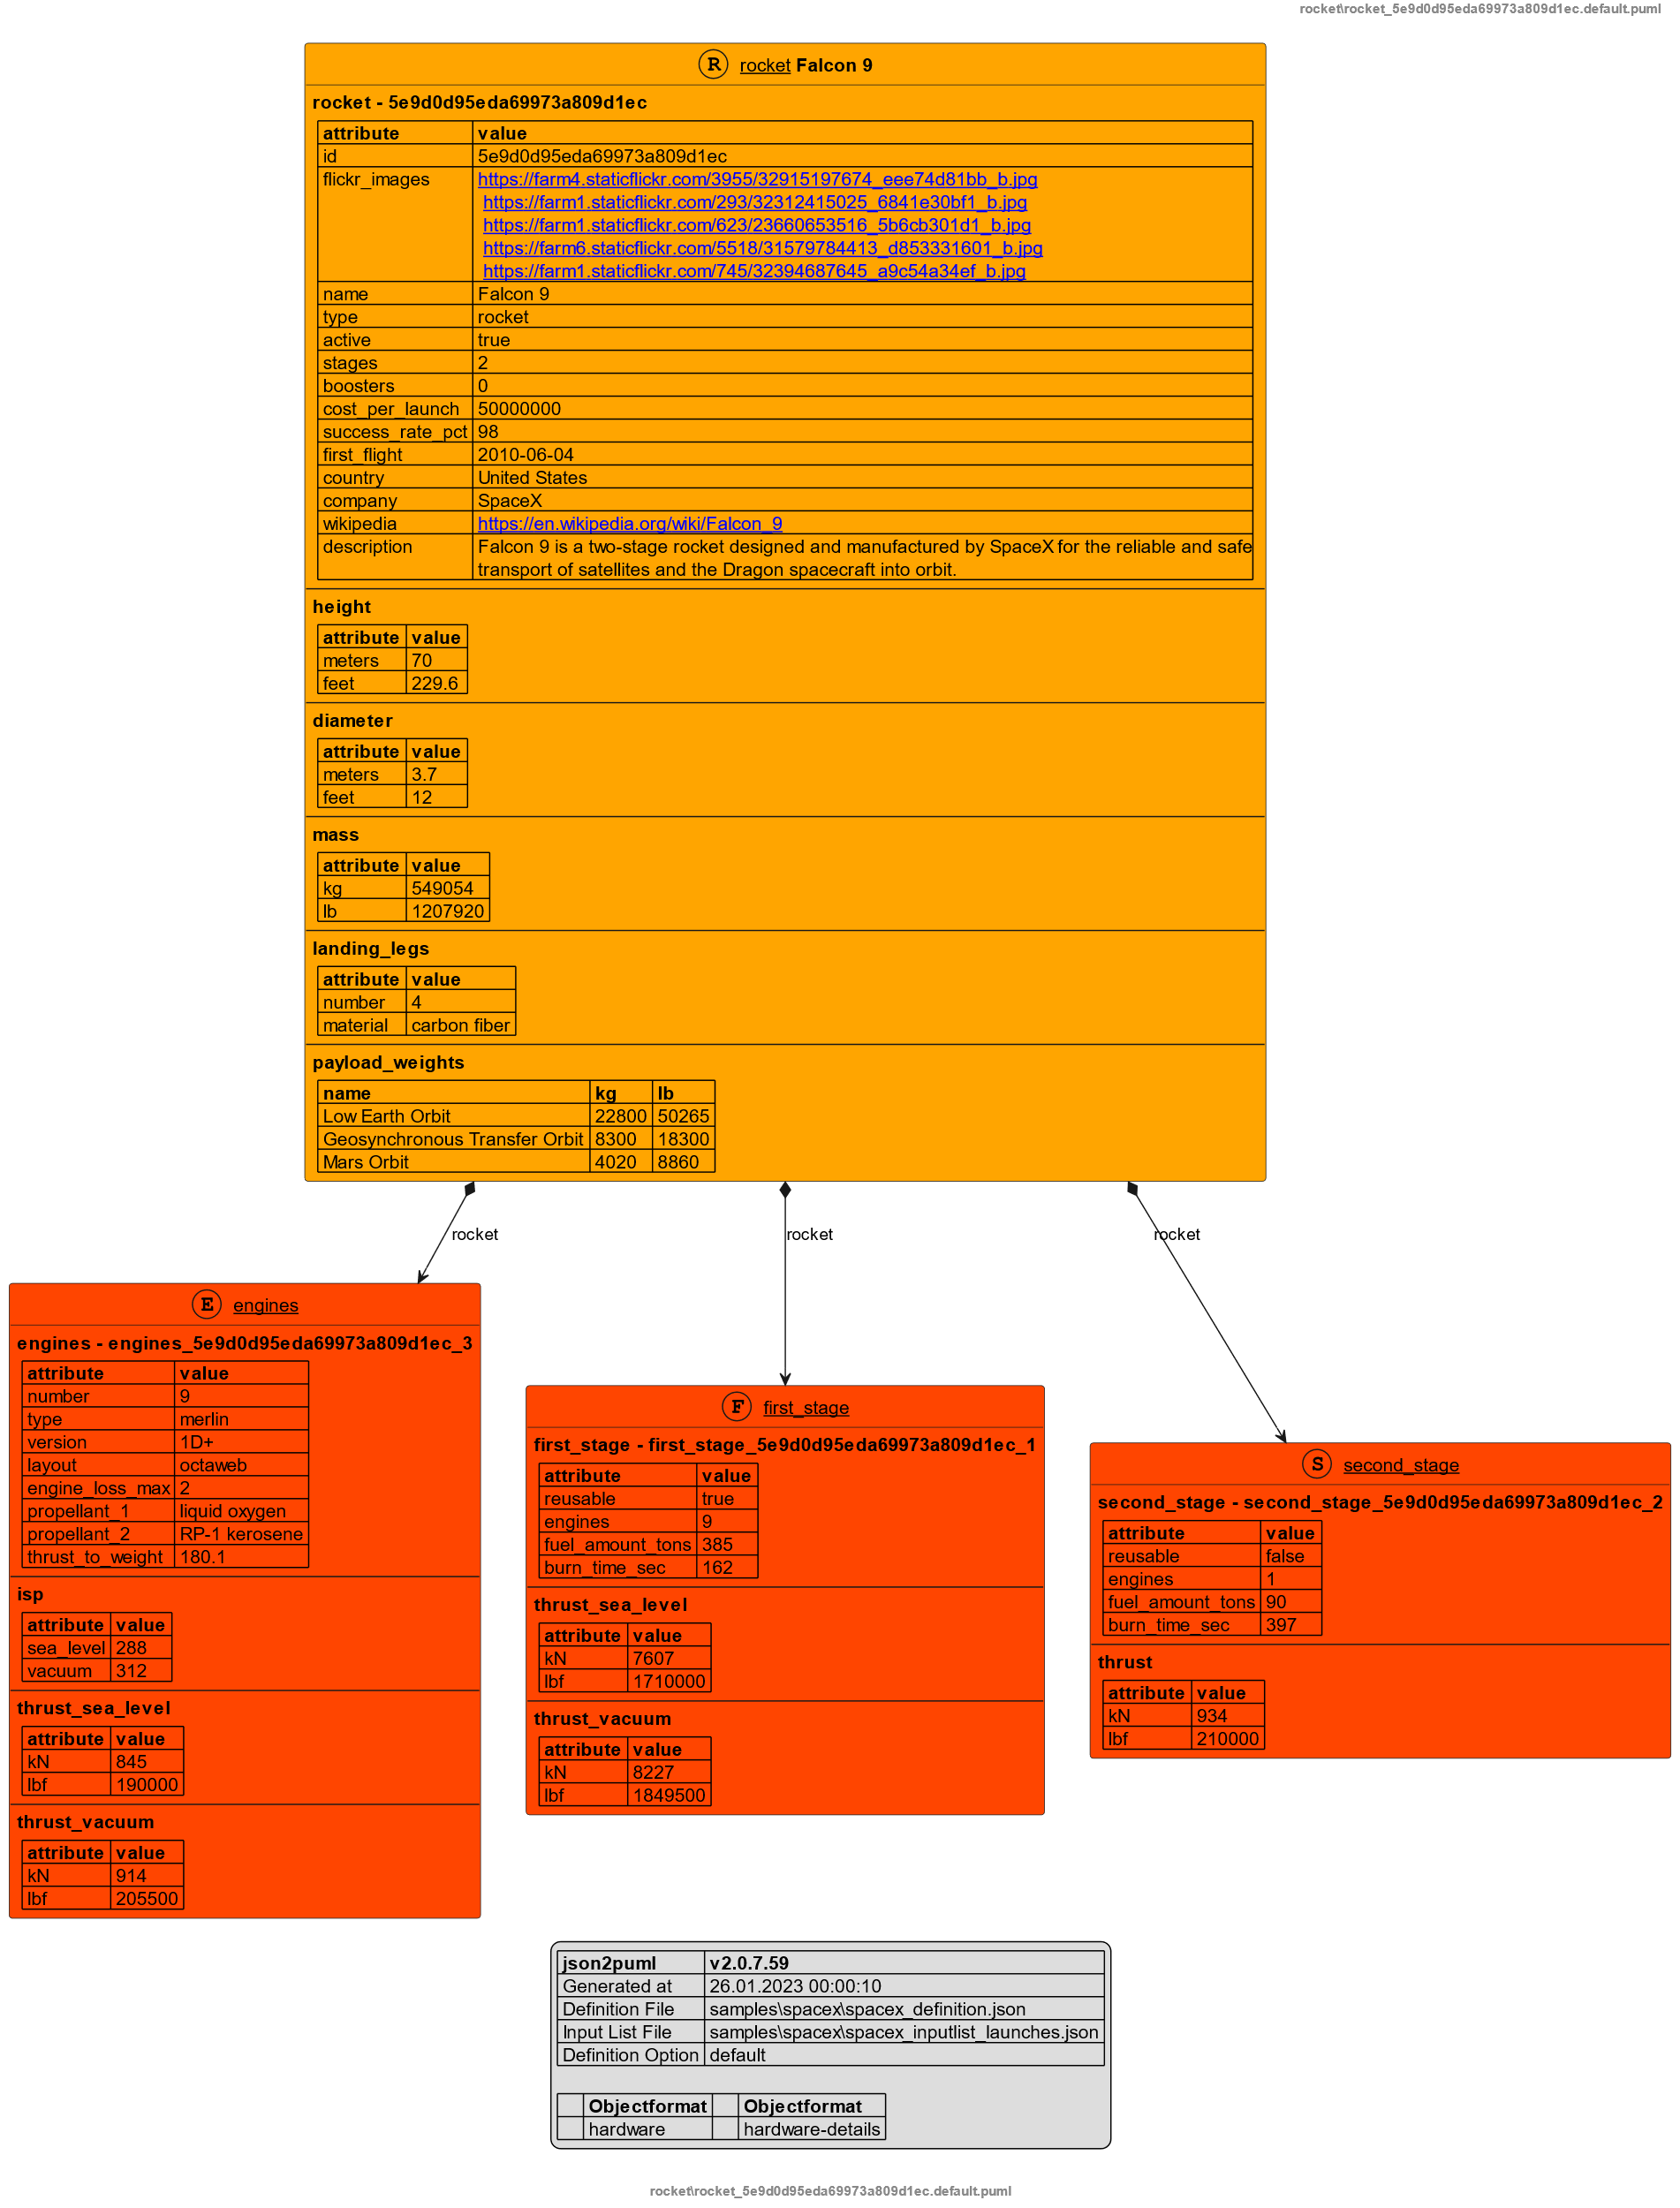 rocket\rocket_5e9d0d95eda69973a809d1ec.default.puml
R rocket Falcon 9
rocket - 5e9d0d95eda69973a809d1ec
attribute value
id 5e9d0d95eda69973a809d1ec
flickr_images https://farm4.staticflickr.com/3955/32915197674_eee74d81bb_b.jpg
https://farm1.staticflickr.com/293/32312415025_6841e30bf1_b.jpg
https://farm1.staticflickr.com/623/23660653516_5b6cb301d1_b.jpg
https://farm6.staticflickr.com/5518/31579784413_d853331601_b.jpg
https://farm1.staticflickr.com/745/32394687645_a9c54a34ef_b.jpg
name Falcon 9
type rocket
active true
stages 2
boosters 0
cost_per_launch 50000000
success_rate_pct 98
first_flight 2010-06-04
country United States
company SpaceX
wikipedia https://en.wikipedia.org/wiki/Falcon_9
description Falcon 9 is a two-stage rocket designed and manufactured by SpaceX for the reliable and safe
transport of satellites and the Dragon spacecraft into orbit.
height
attribute value
meters 70
feet 229.6
diameter
attribute value
meters 3.7
feet 12
mass
attribute value
kg 549054
lb 1207920
landing_legs
attribute value
number 4
material carbon fiber
payload_weights
name kg lb
Low Earth Orbit 22800 50265
Geosynchronous Transfer Orbit 8300 18300
Mars Orbit 4020 8860
rocket rocket rocket
E engines
engines - engines_5e9d0d95eda69973a809d1ec_3
attribute value
number 9
type merlin
version 1D+
layout octaweb
engine_loss_max 2
propellant_1 liquid oxygen
propellant_2 RP-1 kerosene
thrust_to_weight 180.1
isp
attribute value
sea_level 288
vacuum 312
thrust_sea_level
attribute value
kN 845
lbf 190000
thrust_vacuum
attribute value
kN 914
lbf 205500
F first_stage
first_stage - first_stage_5e9d0d95eda69973a809d1ec_1
attribute value
reusable true
engines 9
fuel_amount_tons 385
burn_time_sec 162
thrust_sea_level
attribute value
kN 7607
lbf 1710000
thrust_vacuum
attribute value
kN 8227
lbf 1849500
S second_stage
second_stage - second_stage_5e9d0d95eda69973a809d1ec_2
attribute value
reusable false
engines 1
fuel_amount_tons 90
burn_time_sec 397
thrust
attribute value
kN 934
lbf 210000
json2puml v2.0.7.59
Generated at 26.01.2023 00:00:10
Definition File samples\spacex\spacex_definition.json
Input List File samples\spacex\spacex_inputlist_launches.json
Definition Option default
Objectformat Objectformat
hardware hardware-details
rocket\rocket_5e9d0d95eda69973a809d1ec.default.puml